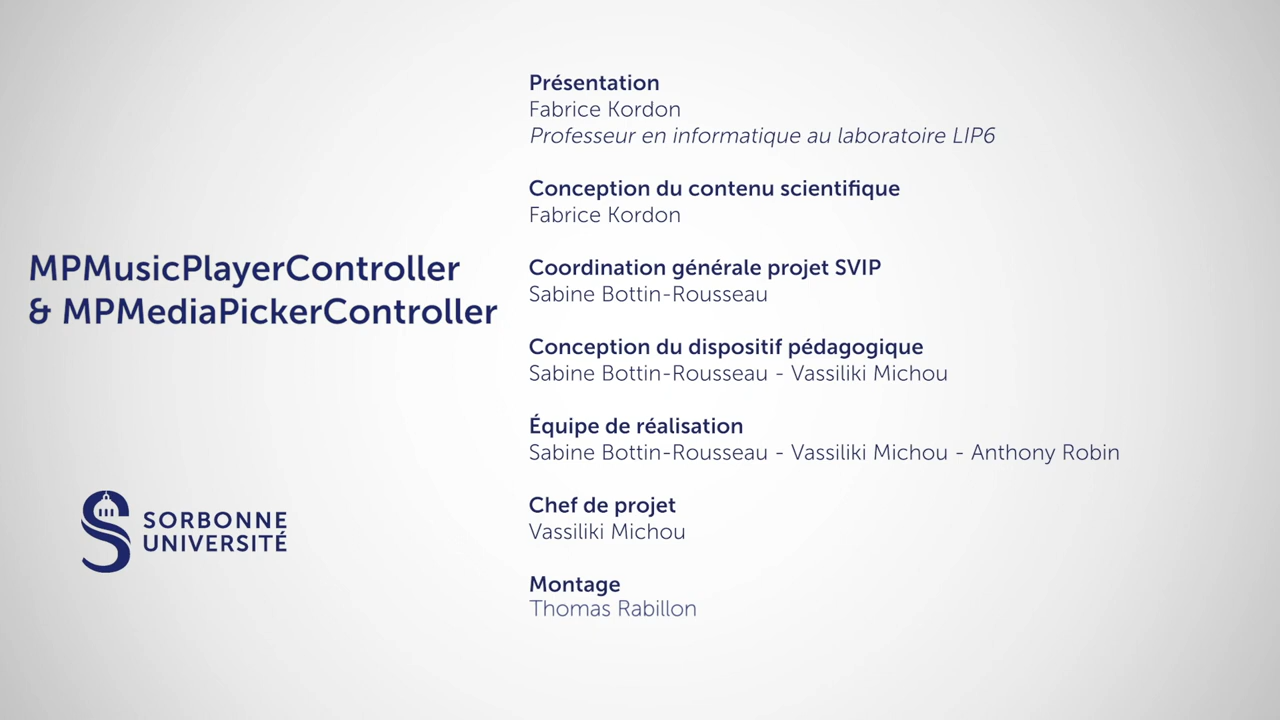 MPMusicPlayerController
& MPMediaPickerController
SORBONNE
UNIVERSITÉ
Présentation
Fabrice Kordon
Professeur en informatique au laboratoire LIP6
Conception du contenu scientifique
Fabrice Kordon
Coordination générale projet SVIP
Sabine Bottin-Rousseau
Conception du dispositif pédagogique
Sabine Bottin-Rousseau - Vassiliki Michou
Équipe de réalisation
Sabine Bottin-Rousseau - Vassiliki Michou - Anthony Robin
Chef de projet
Vassiliki Michou
Montage
Thomas Rabillon